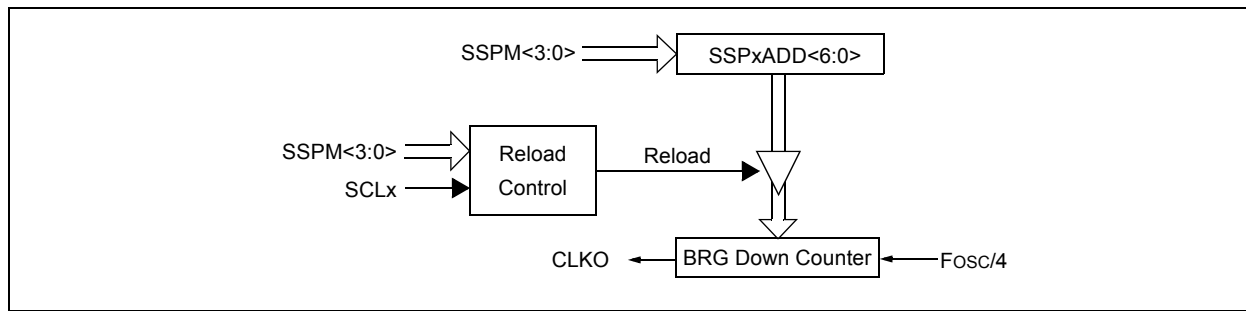 SSPM<3:0>
SSPxADD<6:0>
SSPM<3:0>
SCLx
Reload
Control
Reload
CLKO
BRG Down Counter
FOSC/4